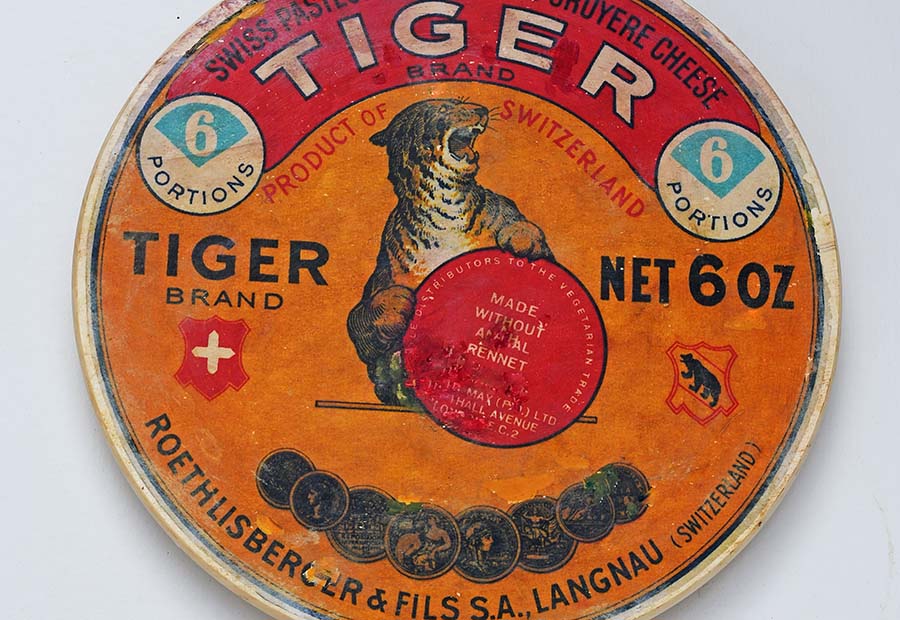 SWISS
GRUYERE CHEESE
TIGER
BRAND
PRODUCT OF SWITZERLAND
6
PORTIONS
6
PORTIONS
TIGER
BRAND
NET 6 OZ
DISTRIBUTORS TO THE VEGETARIAN TRADE
MADE
WITHOUT
RENNET
MAY LTD
AVENUE
E.C.2
ROETHLISBERGER & FILS S.A., LANGNAU (SWITZERLAND)